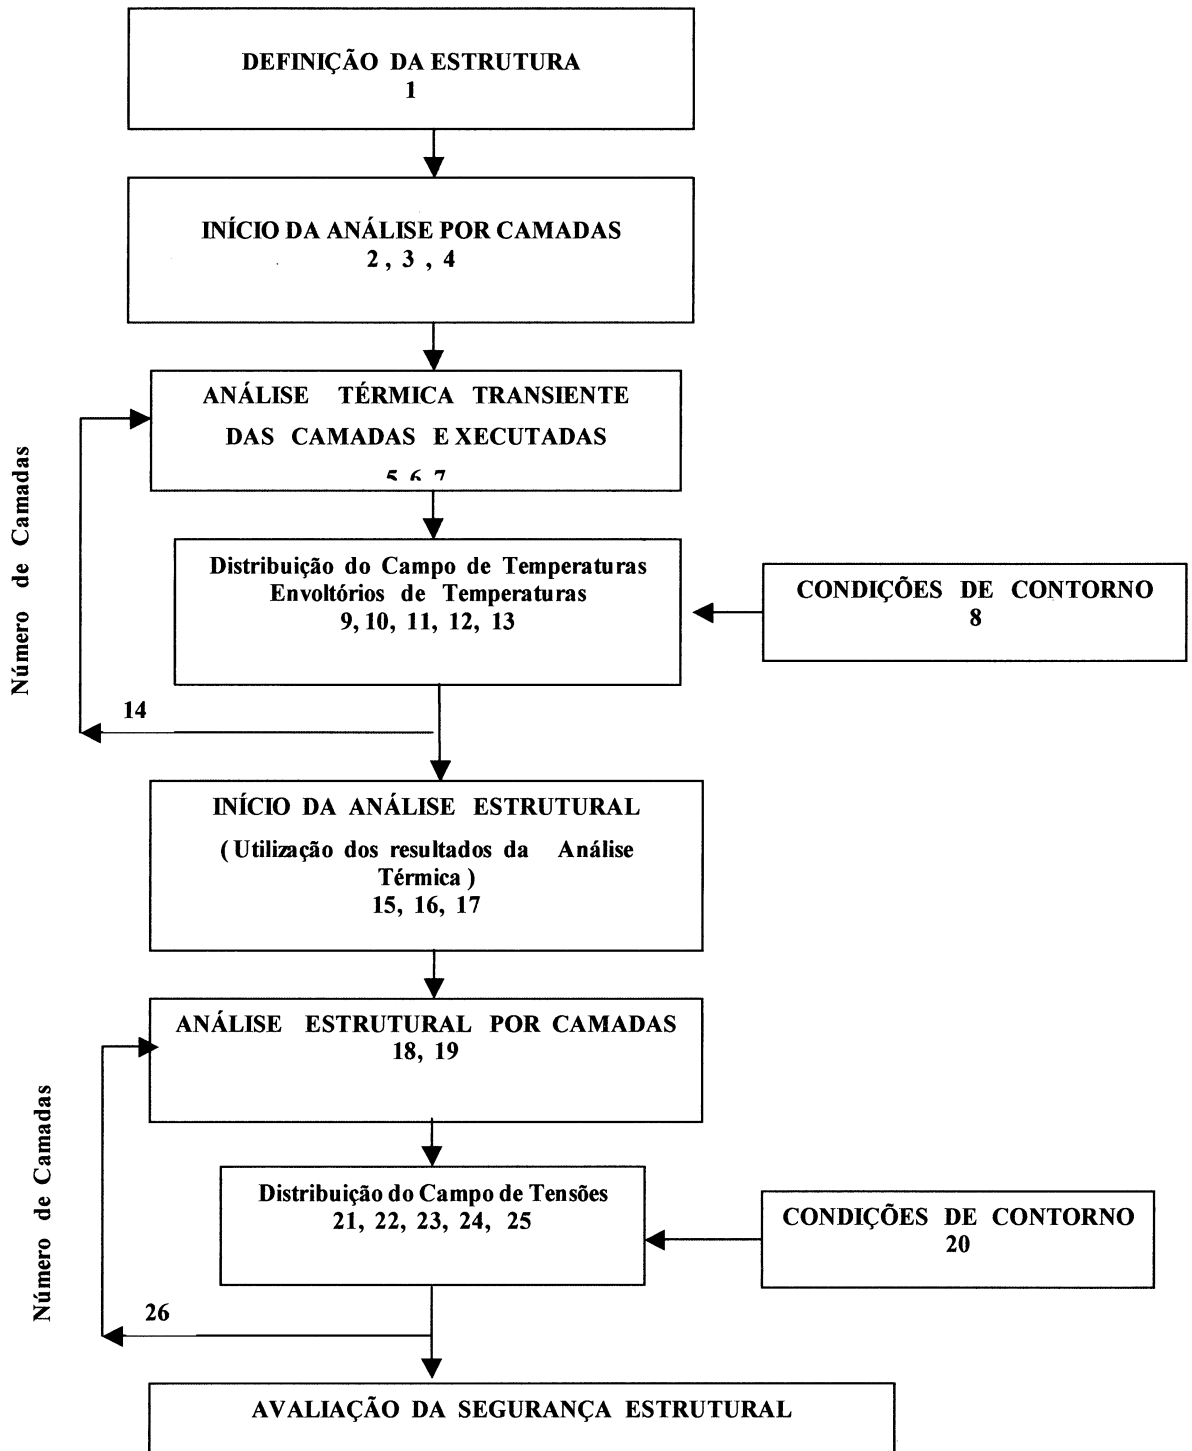 DEFINIÇÃO DA ESTRUTURA
1
INÍCIO DA ANÁLISE POR CAMADAS
2 , 3 , 4
ANÁLISE TÉRMICA TRANSIENTE
DAS CAMADAS E XECUTADAS
5, 6, 7
Número de Camadas
Distribuição do Campo de Temperaturas
Envoltórios de Temperaturas
9, 10, 11, 12, 13
CONDIÇÕES DE CONTORNO
8
14
INÍCIO DA ANÁLISE ESTRUTURAL
( Utilização dos resultados da Análise
Térmica )
15, 16, 17
ANÁLISE ESTRUTURAL POR CAMADAS
18, 19
Número de Camadas
Distribuição do Campo de Tensões
21, 22, 23, 24, 25
CONDIÇÕES DE CONTORNO
20
26
AVALIAÇÃO DA SEGURANÇA ESTRUTURAL